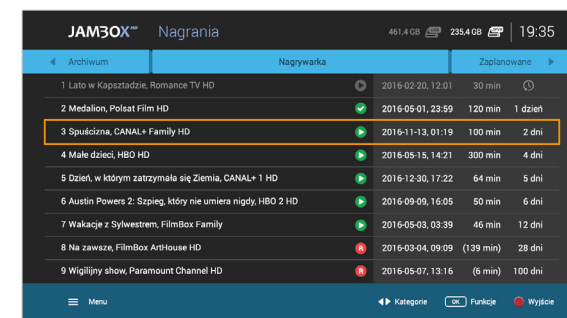 JAMBOX HD Nagrania 461,4 GB 235,4 GB 19:35
Archiwum Nagrywarka Zaplanowane
1 Lato w Kapsztadzie, Romance TV HD 2016-02-20, 12:01 30 min
2 Medalion, Polsat Film HD 2016-05-01, 23:59 120 min 1 dzień
3 Spuścizna, CANAL+ Family HD 2016-11-13, 01:19 100 min 2 dni
4 Małe dzieci, HBO HD 2016-05-15, 14:21 300 min 4 dni
5 Dzień, w którym zatrzymała się Ziemia, CANAL+ 1 HD 2016-12-30, 17:22 64 min 5 dni
6 Austin Powers 2: Szpieg, który nie umiera nigdy, HBO 2 HD 2016-09-09, 16:05 50 min 6 dni
7 Wakacje z Sylwestrem, FilmBox Family 2016-05-03, 03:39 46 min 12 dni
8 Na zawsze, FilmBox ArtHouse HD R 2016-03-04, 09:09 (139 min) 28 dni
9 Wigilijny show, Paramount Channel HD R 2016-05-07, 13:16 (6 min) 100 dni
Menu Kategorie OK Funkcje Wyjście